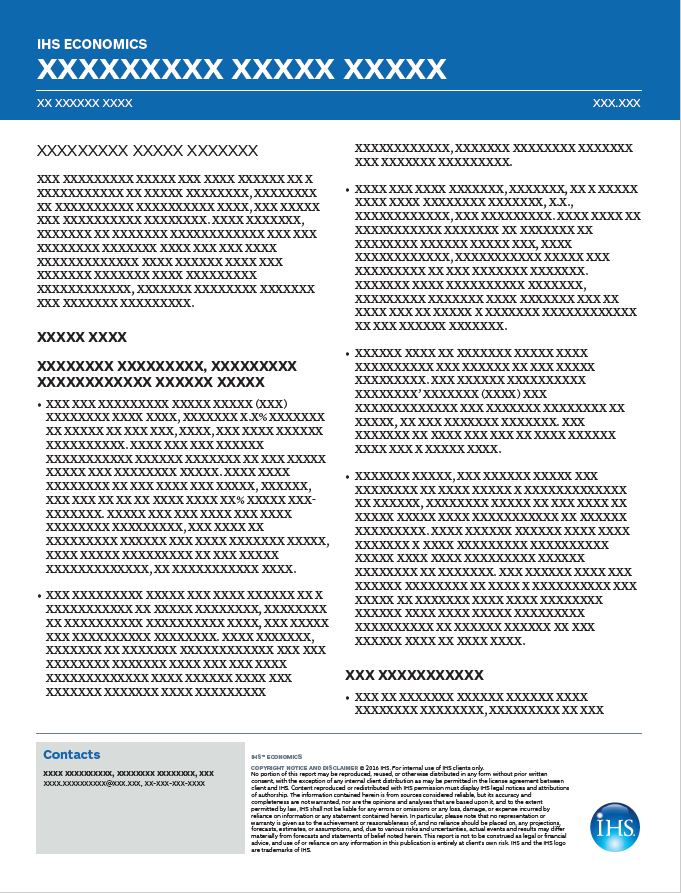 IHS ECONOMICS
XXXXXXXXX XXXXX XXXXX
XX XXXXXX XXXX
XXX.XXX
XXXXXXXXX XXXXX XXXXXXX
XXX XXXXXXXXX XXXXX XXX XXXX XXXXXX XX X
XXXXXXXXXXX XX XXXXX XXXXXXXX, XXXXXXXX
XX XXXXXXXXXX XXXXXXXXXX XXXX, XXX XXXXX
XXX XXXXXXXXXX XXXXXXXX. XXXX XXXXXXX,
XXXXXXX XX XXXXXXX XXXXXXXXXXXX XXX XXX
XXXXXXXX XXXXXXX XXXX XXX XXX XXXX
XXXXXXXXXXXXX XXXX XXXXXX XXXX XXX
XXXXXXX XXXXXXX XXXX XXXXXXXXX
XXXXXXXXXXXX, XXXXXXX XXXXXXXX XXXXXXX
XXX XXXXXXX XXXXXXXXX.
XXXXX XXXX
XXXXXXXX XXXXXXXXX, XXXXXXXXX
XXXXXXXXXXXX XXXXXX XXXXX
• XXX XXX XXXXXXXXX XXXXX XXXXX (XXX)
XXXXXXXX XXXX XXXX, XXXXXXX X.X% XXXXXXX
XX XXXXX XX XXX XXX, XXXX, XXX XXXX XXXXXX
XXXXXXXXXX. XXXX XXX XXX XXXXXX
XXXXXXXXXXX XXXXXX XXXXXXX XX XXX XXXXX
XXXXX XXX XXXXXXXX XXXXX. XXXX XXXX
XXXXXXXX XX XXX XXXX XXX XXXXX, XXXXXX,
XXX XXX XX XX XX XXXX XXXX XX% XXXXX XXX-
XXXXXXX. XXXXX XXX XXX XXXX XXX XXXX
XXXXXXXX XXXXXXXXX, XXX XXXX XX
XXXXXXXXX XXXXXX XXX XXXX XXXXXXX XXXXX,
XXXX XXXXX XXXXXXXXXX XX XXX XXXXX
XXXXXXXXXXXXX, XX XXXXXXXXXXX XXXX.
• XXX XXXXXXXXX XXXXX XXX XXXX XXXXXX XX X
XXXXXXXXXXX XX XXXXX XXXXXXXX, XXXXXXXX
XX XXXXXXXXXX XXXXXXXXXX XXXX, XXX XXXXX
XXX XXXXXXXXXX XXXXXXXX. XXXX XXXXXXX,
XXXXXXX XX XXXXXXX XXXXXXXXXXXX XXX XXX
XXXXXXXX XXXXXXX XXXX XXX XXX XXXX
XXXXXXXXXXXXX XXXX XXXXXX XXXX XXX
XXXXXXX XXXXXXX XXXX XXXXXXXXX
XXXXXXXXXXXX, XXXXXXX XXXXXXXX XXXXXXX
XXX XXXXXXX XXXXXXXXX.
• XXXX XXX XXXX XXXXXXX, XXXXXXX, XX X XXXXX
XXXX XXXX XXXXXXXX XXXXXXX, X.X.,
XXXXXXXXXXXX, XXX XXXXXXXXX. XXXX XXXX XX
XXXXXXXXXXX XXXXXXX XX XXXXXXX XX
XXXXXXXX XXXXXX XXXXX XXX, XXXX
XXXXXXXXXXXX, XXXXXXXXXXX XXXXX XXX
XXXXXXXXX XX XXX XXXXXXX XXXXXXX.
XXXXXXX XXXX XXXXXXXXXXX XXXXXXX,
XXXXXXXXX XXXXXXX XXXX XXXXXXX XXX XX
XXXX XXX XX XXXXX X XXXXXXX XXXXXXXXXXXX
XX XXX XXXXXX XXXXXXX.
• XXXXXX XXXX XX XXXXXXX XXXXX XXXX
XXXXXXXXXX XXX XXXXXX XX XXX XXXXX
XXXXXXXXX. XXX XXXXXX XXXXXXXXXX
XXXXXXXX’ XXXXXXX (XXXX) XXX
XXXXXXXXXXXXX XXX XXXXXXX XXXXXXXX XX
XXXXX, XX XXX XXXXXXX XXXXXXX. XXX
XXXXXXX XX XXXX XXX XXX XX XXXX XXXXXX
XXXX XXX X XXXXX XXXX.
• XXXXXXX XXXXX, XXX XXXXXX XXXXX XXX
XXXXXXXX XX XXXX XXXXX X XXXXXXXXXXXXX
XX XXXXXX, XXXXXXXX XXXXX XX XXX XXXX XX
XXXXX XXXXX XXXX XXXXXXXXXXX XX XXXXXX
XXXXXXXXX. XXXX XXXXXX XXXXXX XXXX XXXX
XXXXXXX X XXXX XXXXXXXXX XXXXXXXXXX
XXXXX XXXX XXXX XXXXXXXXX XXXXXX
XXXXXXXX XX XXXXXXX. XXX XXXXXX XXXX XXX
XXXXXX XXXXXXXX XX XXXX X XXXXXXXXXX XXX
XXXXX XX XXXXXXX XXXX XXXX XXXXXXXX
XXXXXX XXXX XXXX XXXXX XXXXXXXXX
XXXXXXXXXX XX XXXXXX XXXXXX XX XXX
XXXXXX XXXX XX XXXX XXXX.
XXX XXXXXXXXXXX
• XXX XX XXXXXXX XXXXXXX XXXXXX XXXX
XXXXXXXX XXXXXXXX, XXXXXXXXX XX XXX
Contacts
XXXX XXXXXXXXXX, XXXXXXXX XXXXXXXX, XXX
XXXX.XXXXXXXXXX@XXX.XXX, XX-XXX-XXX-XXXX
IHS™ ECONOMICS
COPYRIGHT NOTICE AND DISCLAIMER © 2016 IHS. For internal use of IHS clients only.
No portion of this report may be reproduced, reused, or otherwise distributed in any form without prior written
consent, with the exception of any internal client distribution as may be permitted in the license agreement between
client and IHS. Content reproduced or redistributed with IHS permission must display IHS legal notices and attributions
of authorship. The information contained herein is from sources considered reliable, but its accuracy and
completeness are not warranted, nor are the opinions and analyses that are based upon it, and to the extent
permitted by law, IHS shall not be liable for any errors or omissions or any loss, damage, or expense incurred by
reliance on information or any statement contained herein. In particular, please note that no representation or
warranty is given as to the achievement or reasonableness of, and no reliance should be placed on, any projections,
forecasts, estimates, or assumptions, and, due to various risks and uncertainties, actual events and results may differ
materially from forecasts and statements of belief noted herein. This report is not to be construed as legal or financial
advice, and use of or reliance on any information in this publication is entirely at client's own risk. IHS and the IHS logo
are trademarks of IHS.
IHS